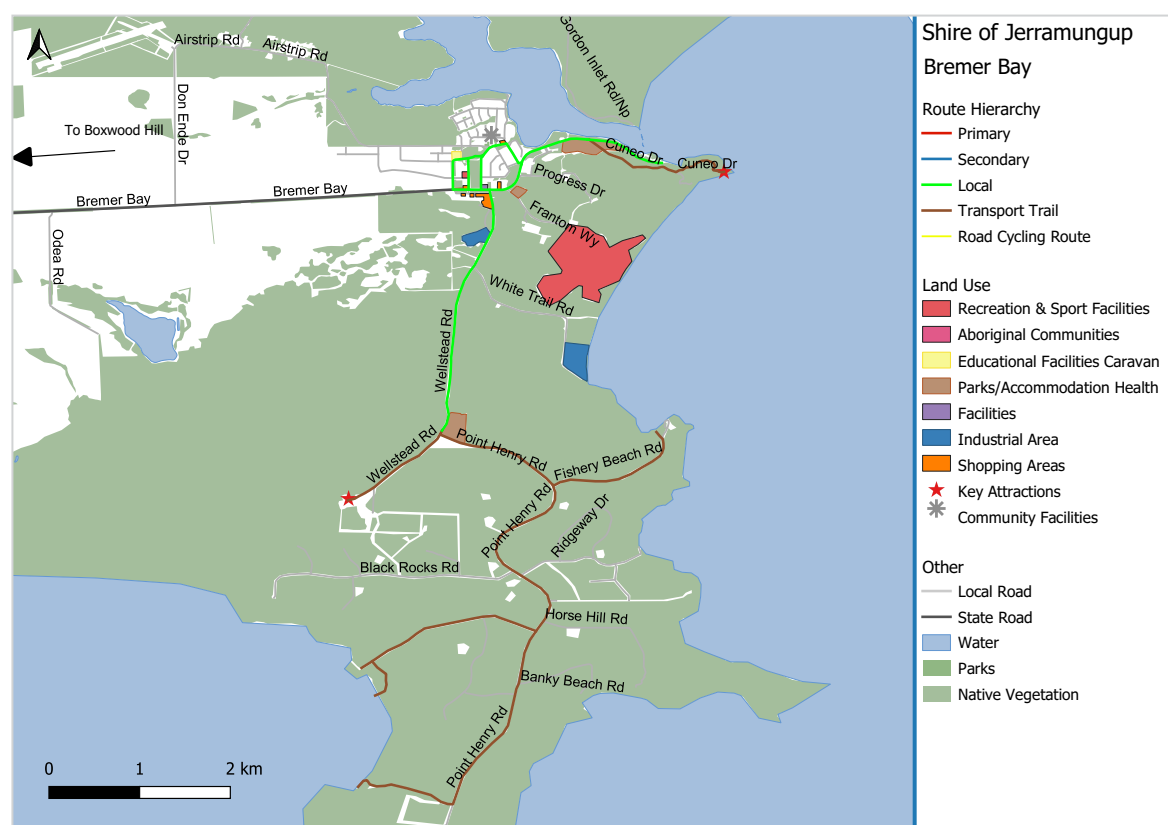 Shire of Jerramungup
Bremer Bay
Route Hierarchy
Primary
Secondary
Local
Transport Trail
Road Cycling Route
Land Use
Recreation & Sport Facilities
Aboriginal Communities
Educational Facilities Caravan
Parks/Accommodation Health
Facilities
Industrial Area
Shopping Areas
Key Attractions
Community Facilities
Other
Local Road
State Road
Water
Parks
Native Vegetation
Airstrip Rd
Airstrip Rd
Gordon Inlet Rd/Np
Don Ende Dr
To Boxwood Hill
Cuneo Dr
Cuneo Dr
Progress Dr
Bremer Bay
Bremer Bay
Frantom Wy
Odea Rd
White Trail Rd
Wellstead Rd
Wellstead Rd
Point Henry Rd
Fishery Beach Rd
Point Henry Rd
Ridgeway Dr
Black Rocks Rd
Horse Hill Rd
Banky Beach Rd
Point Henry Rd
0 1 2 km